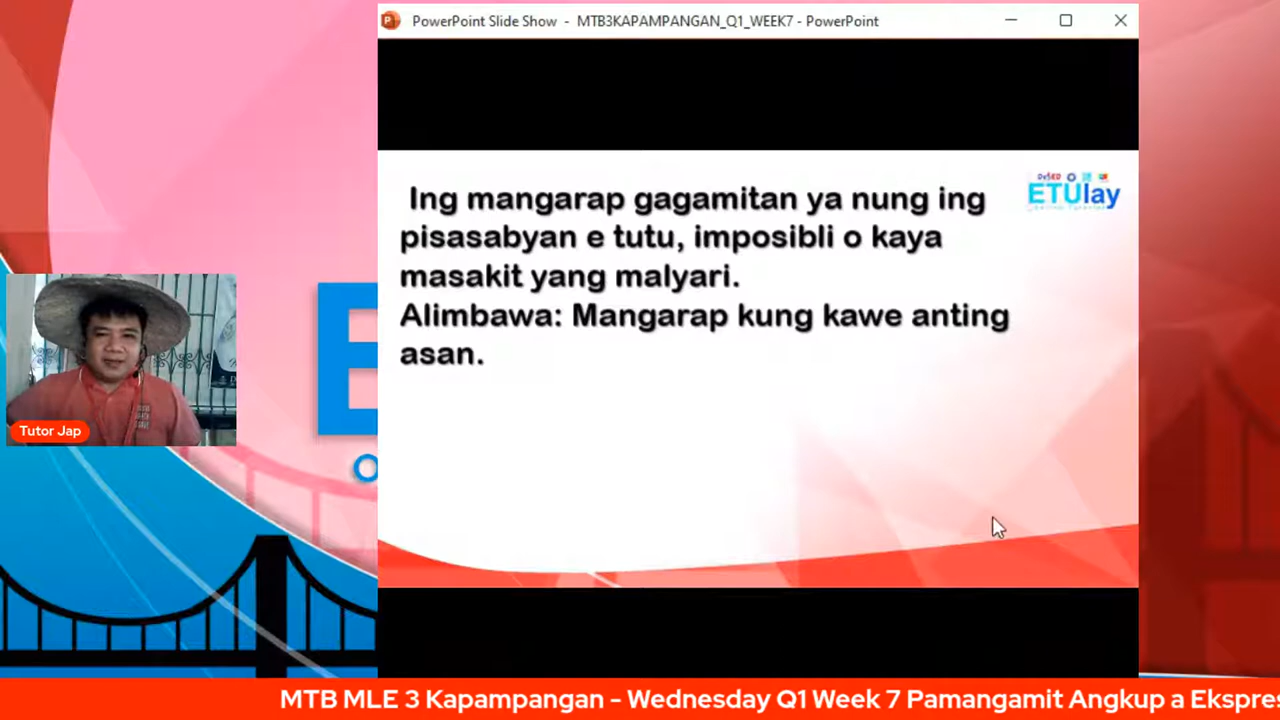 PowerPoint Slide Show - MTB3KAPAMPANGAN_Q1_WEEK7 - PowerPoint
Ing mangarap gagamitan ya nung ing
pisasabyan e tutu, imposibli o kaya
masakit yang malyari.
Alimbawa: Mangarap kung kawe anting
asan.
DepED
ETUlay
E
O
Tutor Jap
MTB MLE 3 Kapampangan - Wednesday Q1 Week 7 Pamangamit Angkup a Ekspres